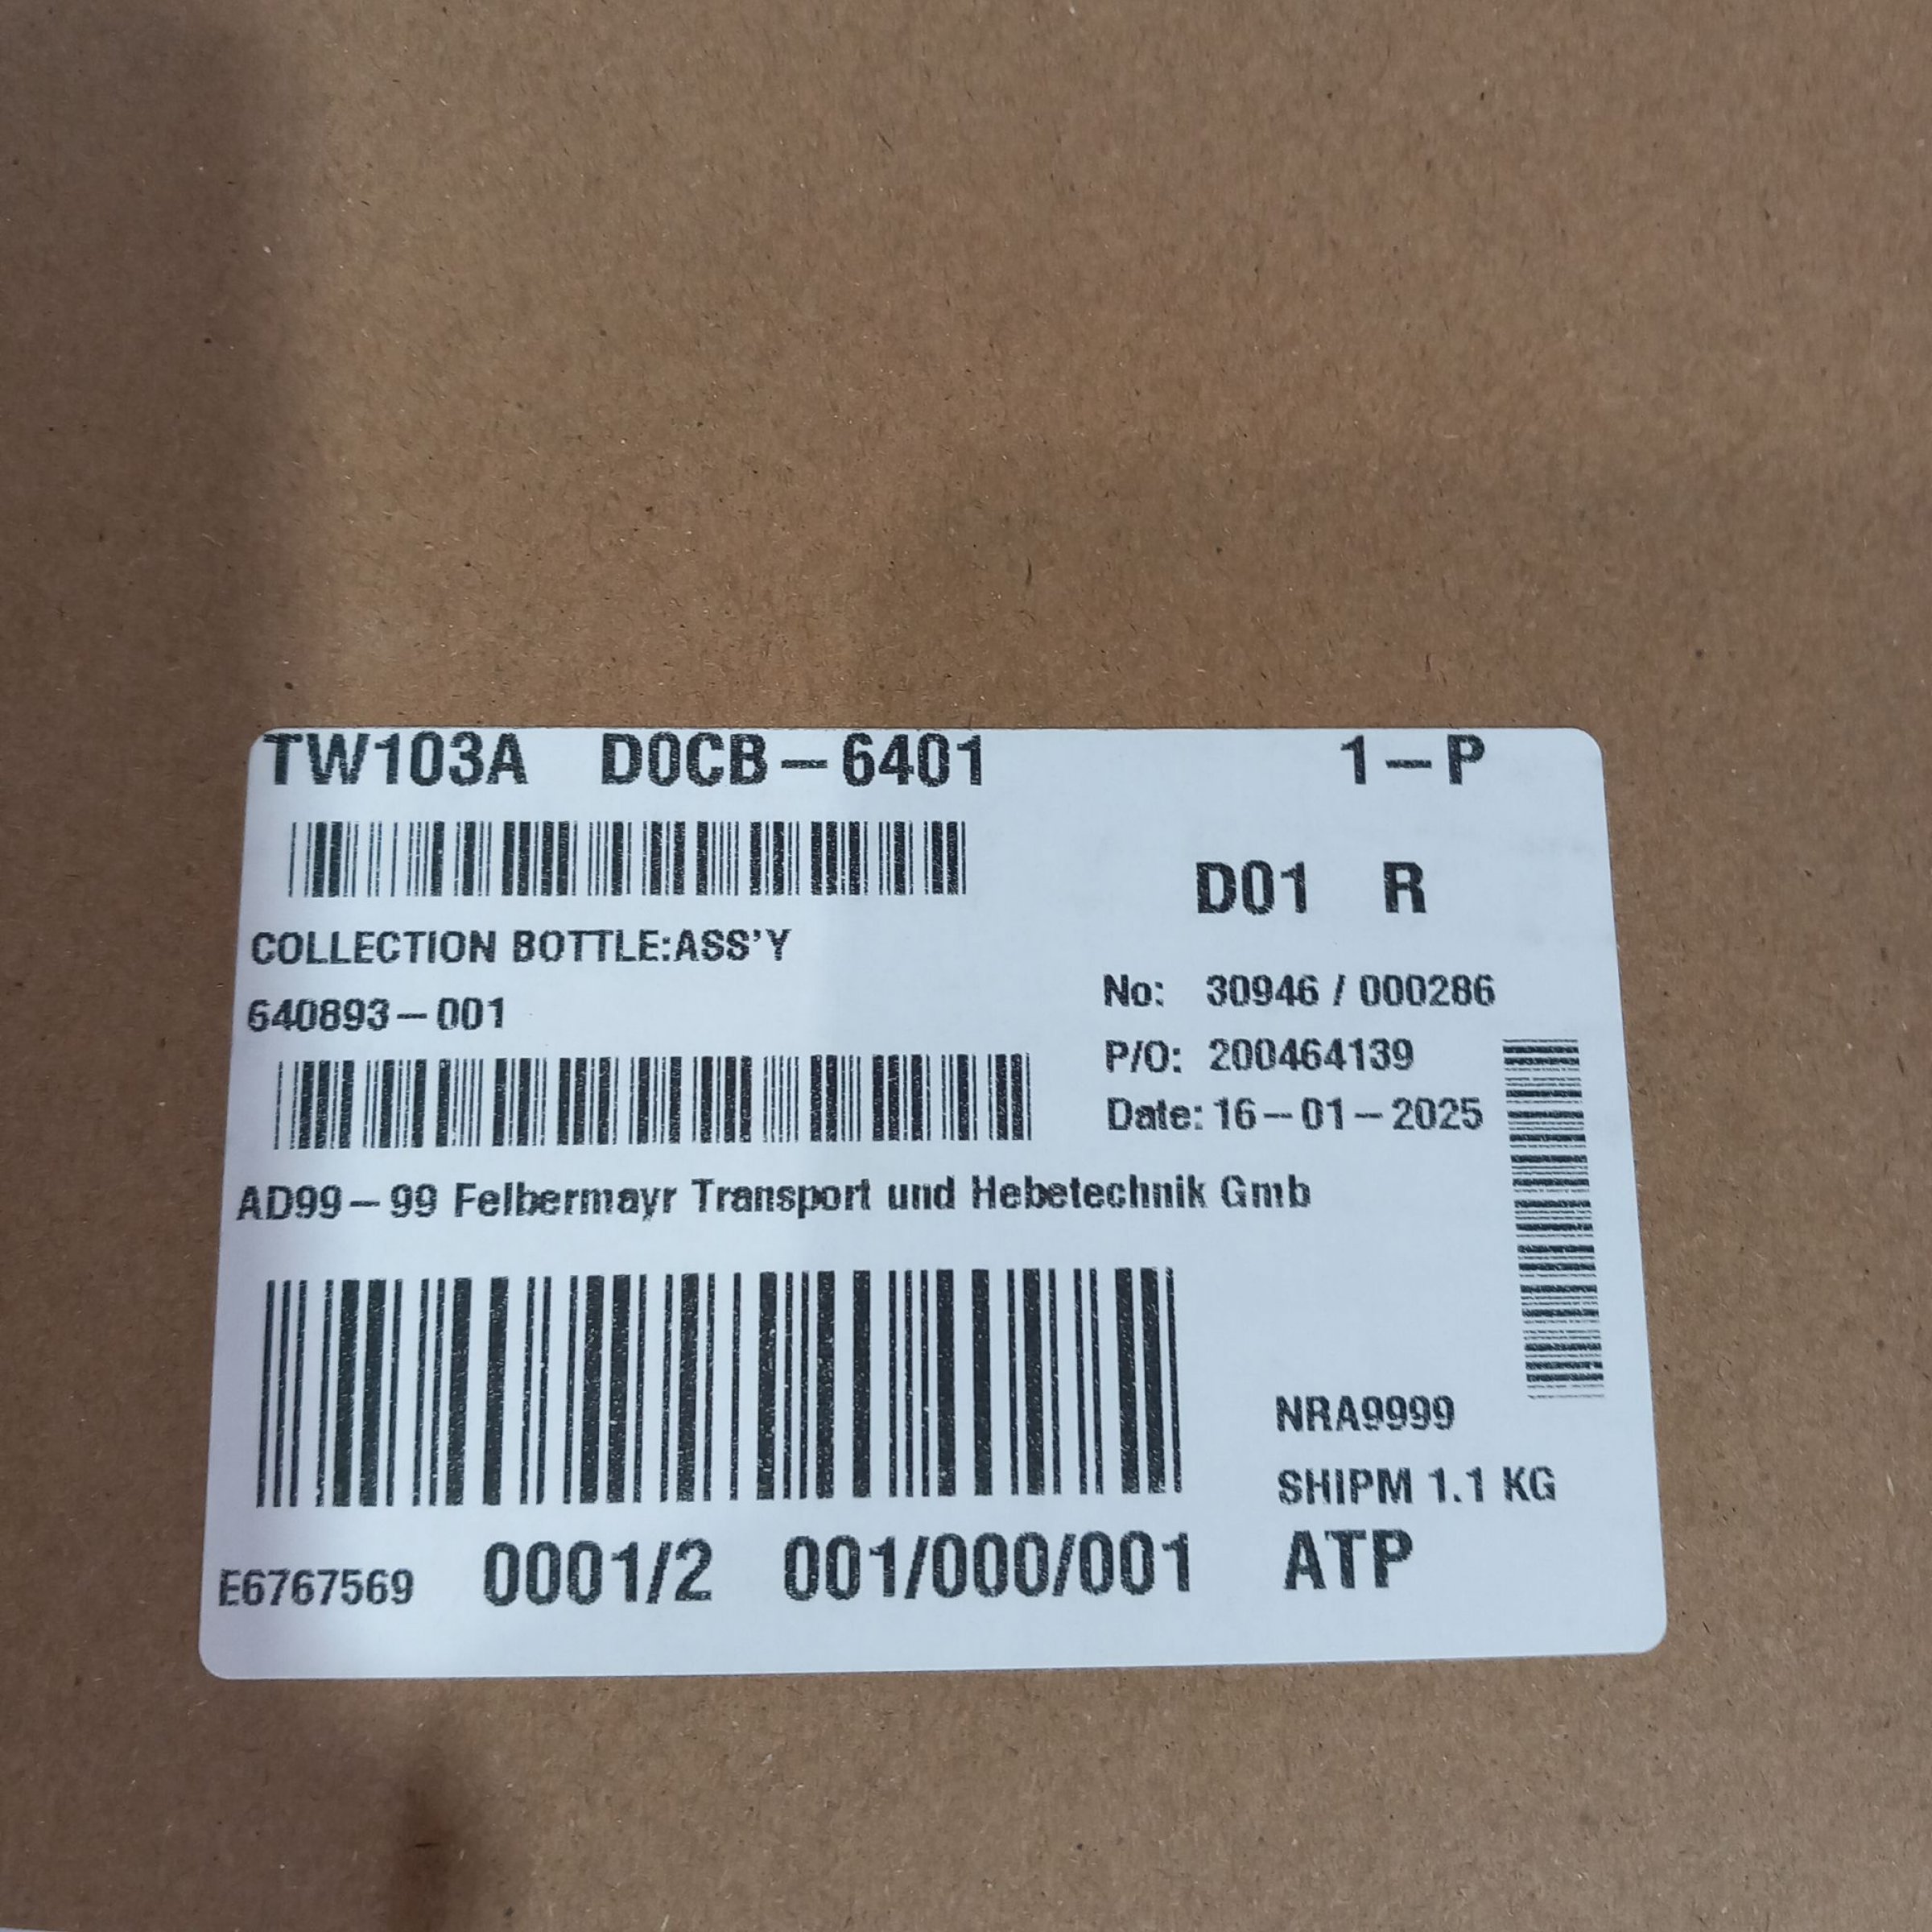 TW103A D0CB-6401 1-P
D01 R
COLLECTION BOTTLE:ASS'Y
640893-001
No: 30946 / 000286
P/O: 200464139
Date: 16-01-2025
AD99-99 Felbermayr Transport und Hebetechnik Gmb
NRA9999
SHIPM 1.1 KG
E6767569 0001/2 001/000/001 ATP